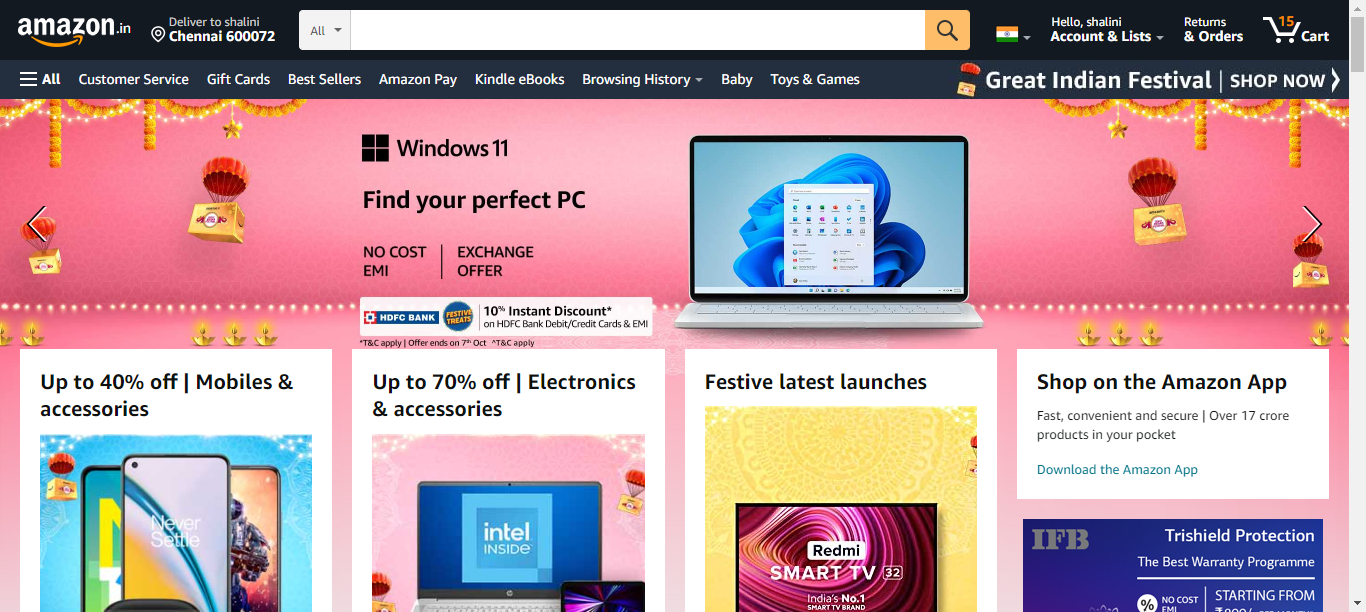 amazon.in
Deliver to shalini
Chennai 600072
All
Hello, shalini
Account & Lists
Returns
& Orders
15
Cart
All
Customer Service
Gift Cards
Best Sellers
Amazon Pay
Kindle eBooks
Browsing History
Baby
Toys & Games
Great Indian Festival | SHOP NOW
Windows 11
Find your perfect PC
NO COST
EMI
EXCHANGE
OFFER
HDFC BANK
FESTIVE
TREATS
10% Instant Discount*
on HDFC Bank Debit/Credit Cards & EMI
*T&C apply | Offer ends on 7th Oct ^T&C apply
Up to 40% off | Mobiles &
accessories
Never
Settle
Up to 70% off | Electronics
& accessories
intel
INSIDE
hp
Festive latest launches
Redmi
SMART TV 32
India's No.1
SMART TV BRAND
Shop on the Amazon App
Fast, convenient and secure | Over 17 crore
products in your pocket
Download the Amazon App
IFB
Trishield Protection
The Best Warranty Programme
%
NO COST
EMI
STARTING FROM